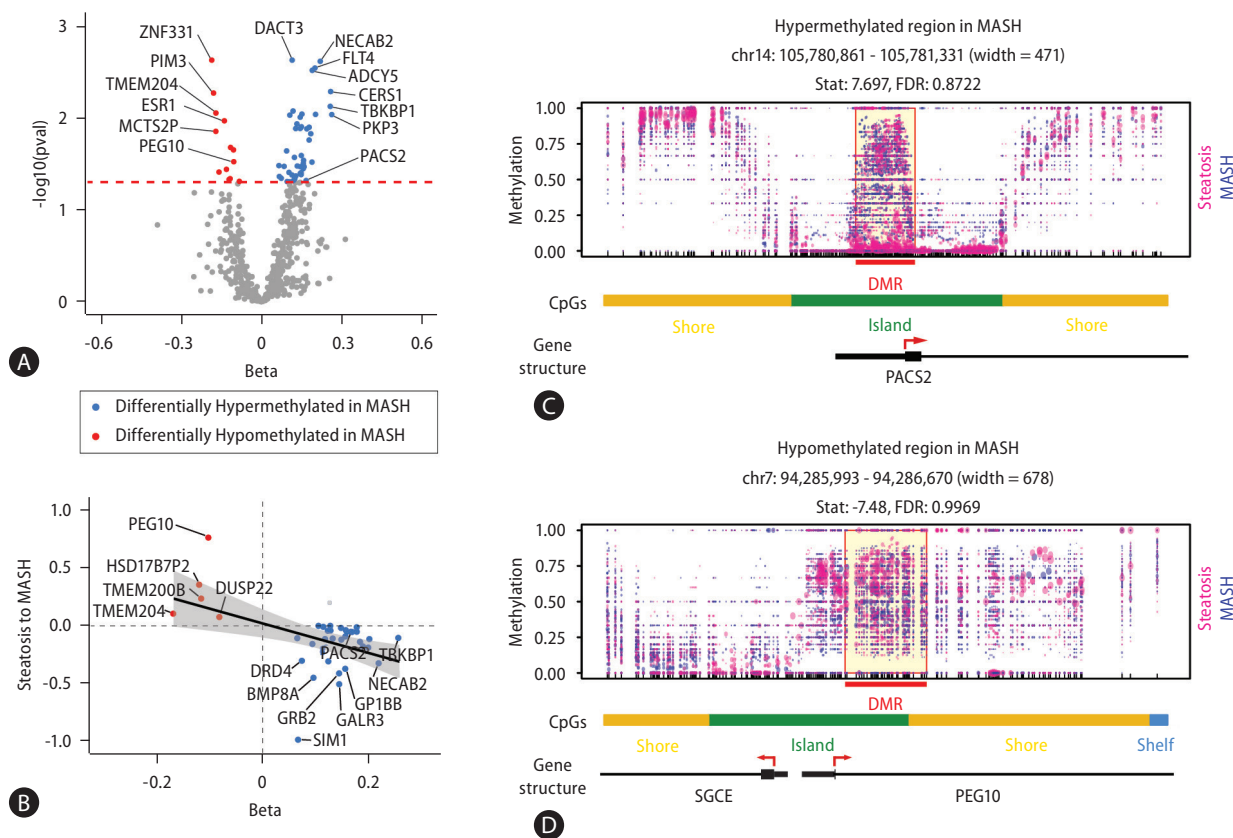 3
2
1
0
-log10(pval)
ZNF331
PIM3
TMEM204
ESR1
MCTS2P
PEG10
DACT3
NECAB2
FLT4
ADCY5
CERS1
TBKBP1
PKP3
PACS2
-0.6
-0.3
0
0.3
0.6
Beta
A
Differentially Hypermethylated in MASH
Differentially Hypomethylated in MASH
1.0
0.5
0.0
-0.5
-1.0
Steatosis to MASH
PEG10
HSD17B7P2
TMEM200B
TMEM204
DUSP22
PACS2
TBKBP1
DRD4
NECAB2
BMP8A
GP1BB
GRB2
GALR3
SIM1
-0.2
0
0.2
Beta
B
Hypermethylated region in MASH
chr14: 105,780,861 - 105,781,331 (width = 471)
Stat: 7.697, FDR: 0.8722
1.00
0.75
0.50
0.25
0.00
Methylation
Steatosis
MASH
DMR
CpGs
Shore
Island
Shore
Gene
structure
PACS2
C
Hypomethylated region in MASH
chr7: 94,285,993 - 94,286,670 (width = 678)
Stat: -7.48, FDR: 0.9969
1.00
0.75
0.50
0.25
0.00
Methylation
Steatosis
MASH
DMR
CpGs
Shore
Island
Shore
Shelf
Gene
structure
SGCE
PEG10
D